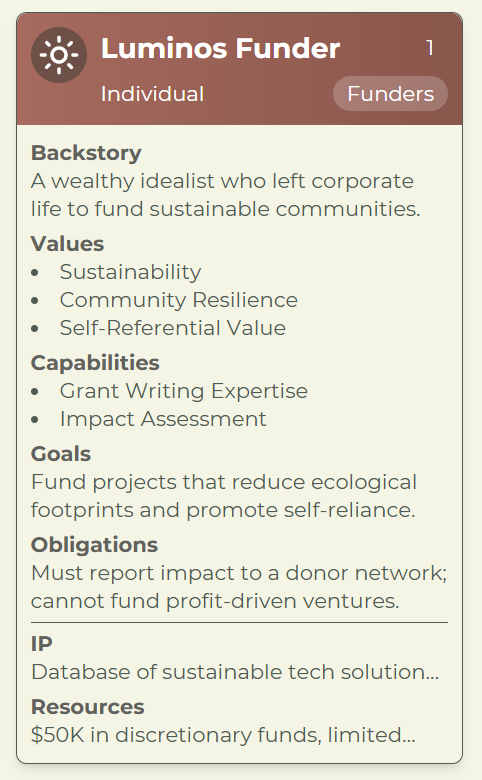 Luminos Funder 1
Individual Funders
Backstory
A wealthy idealist who left corporate
life to fund sustainable communities.
Values
• Sustainability
• Community Resilience
• Self-Referential Value
Capabilities
• Grant Writing Expertise
• Impact Assessment
Goals
Fund projects that reduce ecological
footprints and promote self-reliance.
Obligations
Must report impact to a donor network;
cannot fund profit-driven ventures.
IP
Database of sustainable tech solution...
Resources
$50K in discretionary funds, limited...